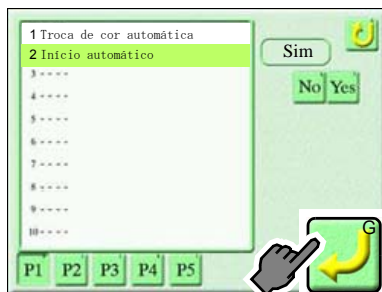 1 Troca de cor automática
2 Início automático
3 - - - -
4 - - - -
5 - - - -
6 - - - -
7 - - - -
8 - - - -
9 - - - -
10 - - - -
Sim
No Yes
P1 P2 P3 P4 P5
G